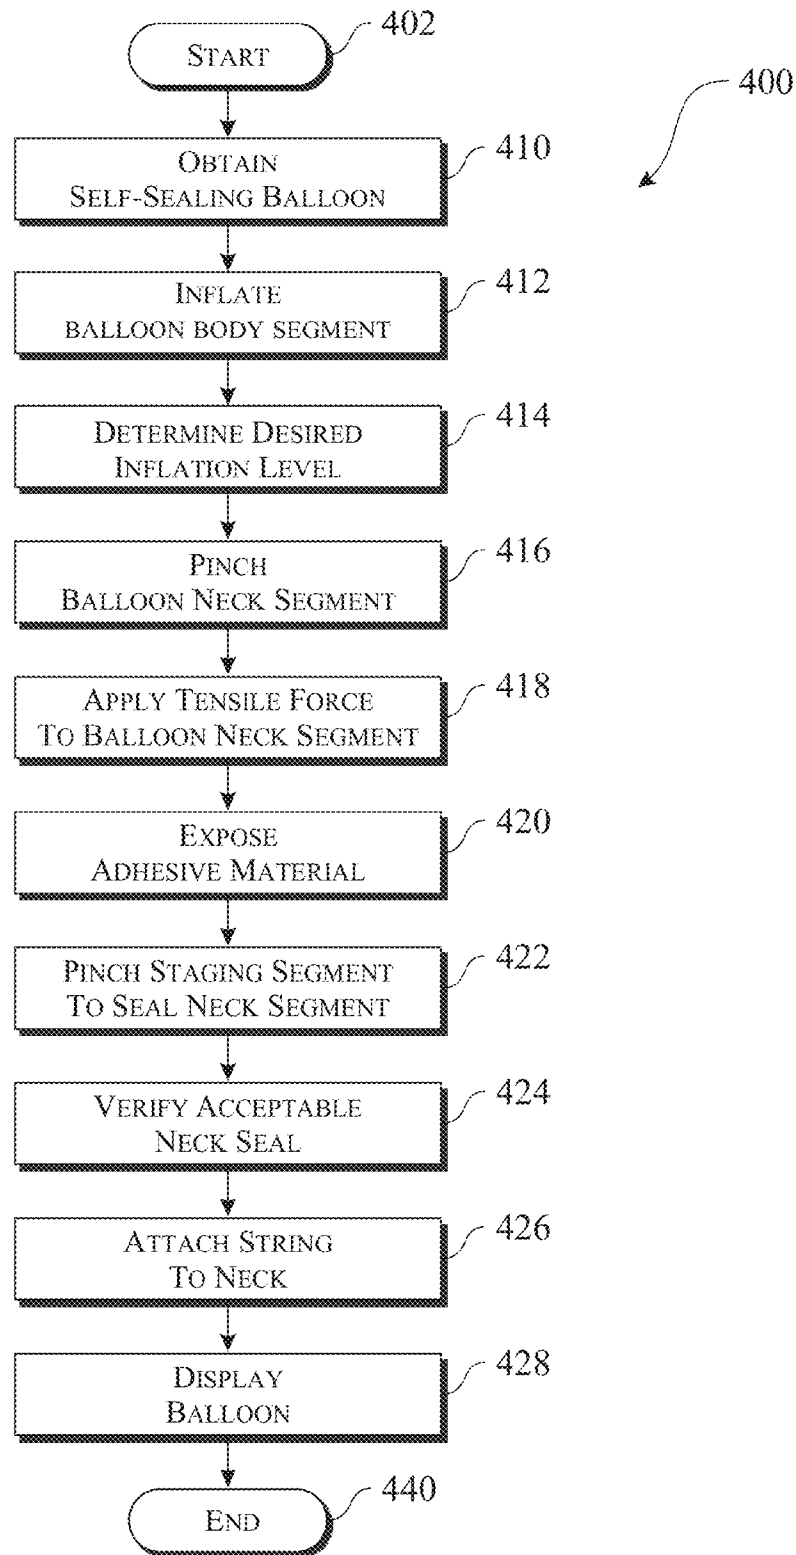 START
402
400
OBTAIN
SELF-SEALING BALLOON
410
INFLATE
BALLOON BODY SEGMENT
412
DETERMINE DESIRED
INFLATION LEVEL
414
PINCH
BALLOON NECK SEGMENT
416
APPLY TENSILE FORCE
TO BALLOON NECK SEGMENT
418
EXPOSE
ADHESIVE MATERIAL
420
PINCH STAGING SEGMENT
TO SEAL NECK SEGMENT
422
VERIFY ACCEPTABLE
NECK SEAL
424
ATTACH STRING
TO NECK
426
DISPLAY
BALLOON
428
END
440